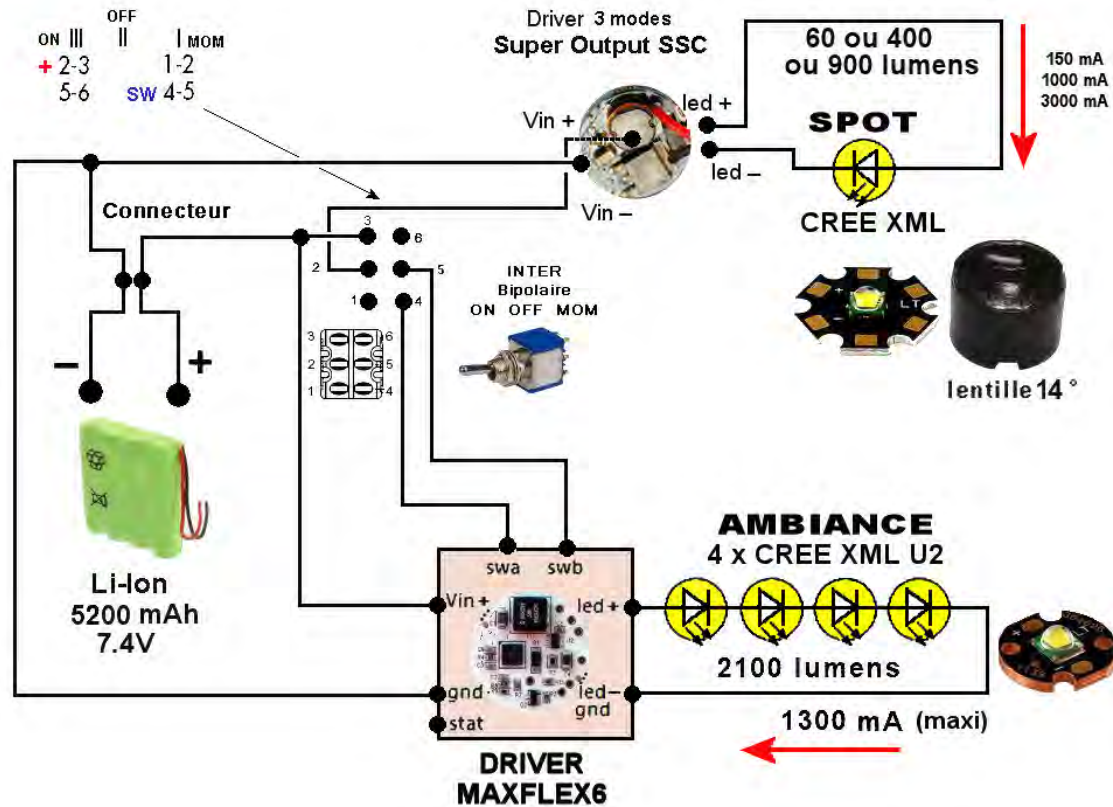 OFF
ON ||| || | MOM
+ 2-3 1-2
5-6 SW 4-5
Driver 3 modes
Super Output SSC
60 ou 400
ou 900 lumens
150 mA
1000 mA
3000 mA
Vin +
led +
led –
Vin –
SPOT
CREE XML
Connecteur
3
6
2
5
1
4
INTER
Bipolaire
ON OFF MOM
3 6
2 5
1 4
LT
lentille 14 °
– +
Li-Ion
5200 mAh
7.4V
swa swb
Vin+
led+
gnd
led–
gnd
stat
DRIVER
MAXFLEX6
AMBIANCE
4 x CREE XML U2
2100 lumens
1300 mA (maxi)